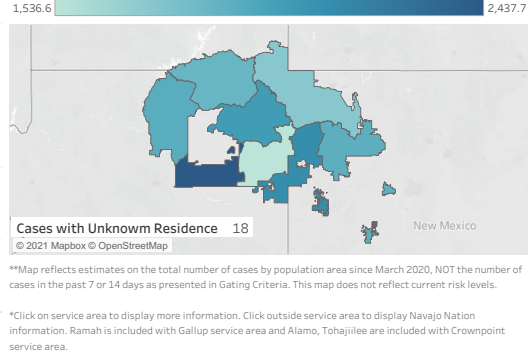 1,536.6 2,437.7
New Mexico
Cases with Unknowm Residence 18
© 2021 Mapbox © OpenStreetMap
**Map reflects estimates on the total number of cases by population area since March 2020, NOT the number of
cases in the past 7 or 14 days as presented in Gating Criteria. This map does not reflect current risk levels.
*Click on service area to display more information. Click outside service area to display Navajo Nation
information. Ramah is included with Gallup service area and Alamo, Tohajiilee are included with Crownpoint
service area.